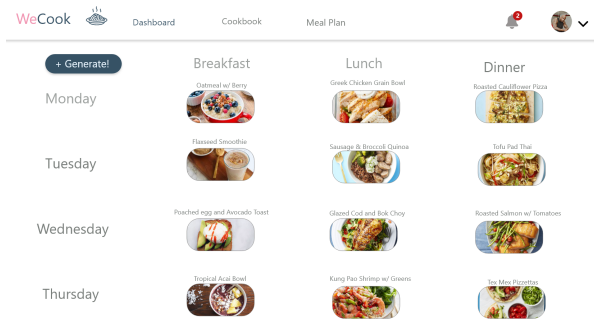 WeCook Dashboard Cookbook Meal Plan 2
+ Generate! Breakfast Lunch Dinner
Monday
Oatmeal w/ Berry
Greek Chicken Grain Bowl
Roasted Cauliflower Pizza
Tuesday
Flaxseed Smoothie
Sausage & Broccoli Quinoa
Tofu Pad Thai
Wednesday
Poached egg and Avocado Toast
Glazed Cod and Bok Choy
Roasted Salmon w/ Tomatoes
Thursday
Tropical Acai Bowl
Kung Pao Shrimp w/ Greens
Tex Mex Pizzettas